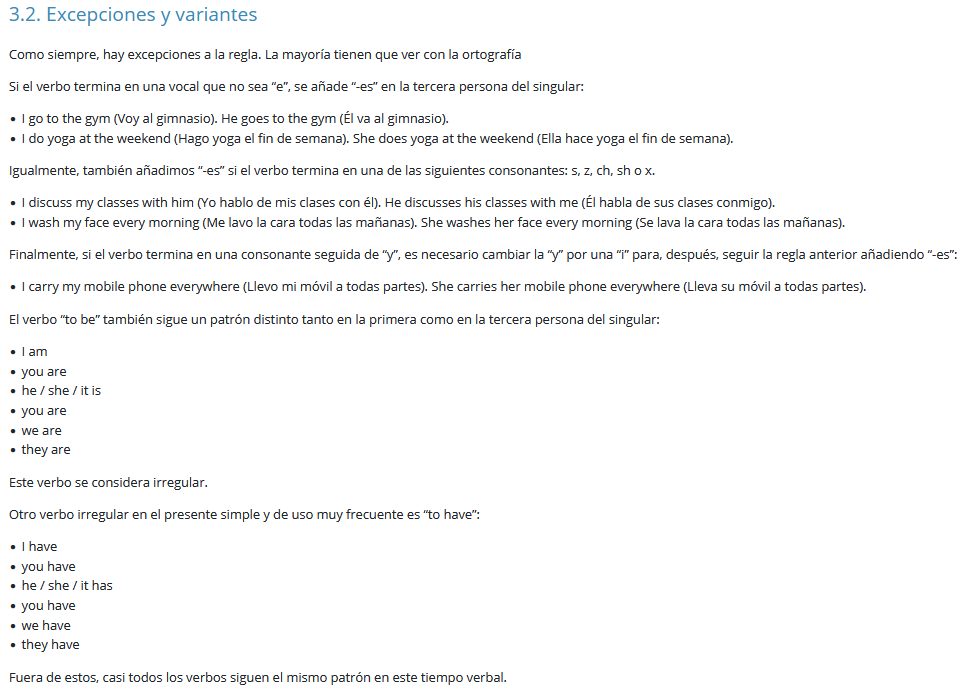 3.2. Excepciones y variantes
Como siempre, hay excepciones a la regla. La mayoría tienen que ver con la ortografía
Si el verbo termina en una vocal que no sea “e”, se añade “-es” en la tercera persona del singular:
• I go to the gym (Voy al gimnasio). He goes to the gym (Él va al gimnasio).
• I do yoga at the weekend (Hago yoga el fin de semana). She does yoga at the weekend (Ella hace yoga el fin de semana).
Igualmente, también añadimos “-es” si el verbo termina en una de las siguientes consonantes: s, z, ch, sh o x.
• I discuss my classes with him (Yo hablo de mis clases con él). He discusses his classes with me (Él habla de sus clases conmigo).
• I wash my face every morning (Me lavo la cara todas las mañanas). She washes her face every morning (Se lava la cara todas las mañanas).
Finalmente, si el verbo termina en una consonante seguida de “y”, es necesario cambiar la “y” por una “i” para, después, seguir la regla anterior añadiendo “-es”:
• I carry my mobile phone everywhere (Llevo mi móvil a todas partes). She carries her mobile phone everywhere (Lleva su móvil a todas partes).
El verbo “to be” también sigue un patrón distinto tanto en la primera como en la tercera persona del singular:
• I am
• you are
• he / she / it is
• you are
• we are
• they are
Este verbo se considera irregular.
Otro verbo irregular en el presente simple y de uso muy frecuente es “to have”:
• I have
• you have
• he / she / it has
• you have
• we have
• they have
Fuera de estos, casi todos los verbos siguen el mismo patrón en este tiempo verbal.